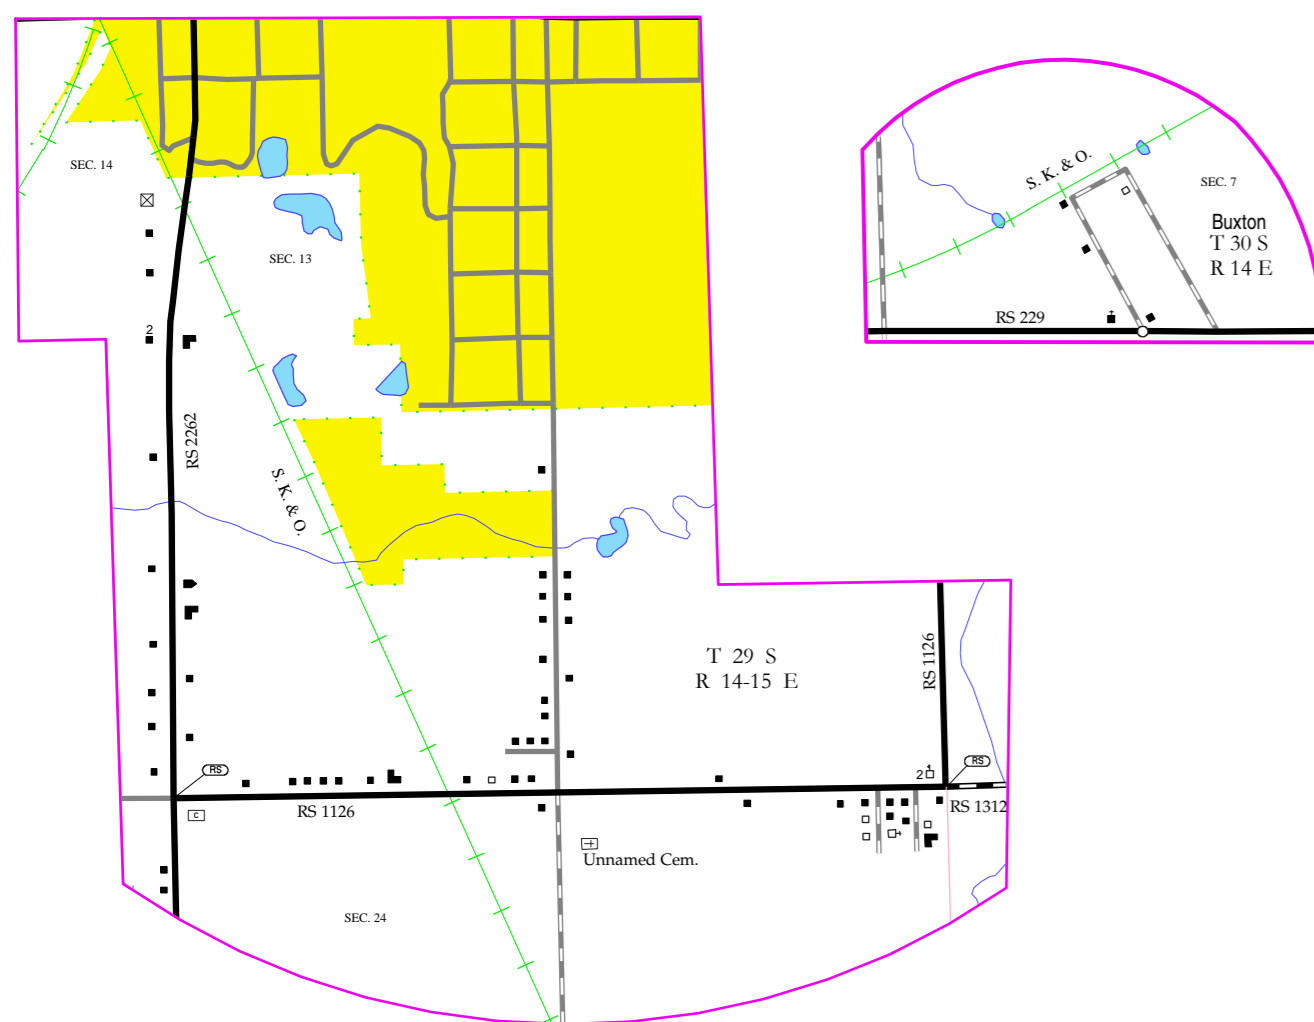 SEC. 14
S. K. & O.
SEC. 7
Buxton
T 30 S
R 14 E
SEC. 13
RS 229
2
RS 2262
S. K. & O.
T 29 S
R 14-15 E
RS 1126
RS
RS
2
RS 1126
RS 1312
C
Unnamed Cem.
SEC. 24